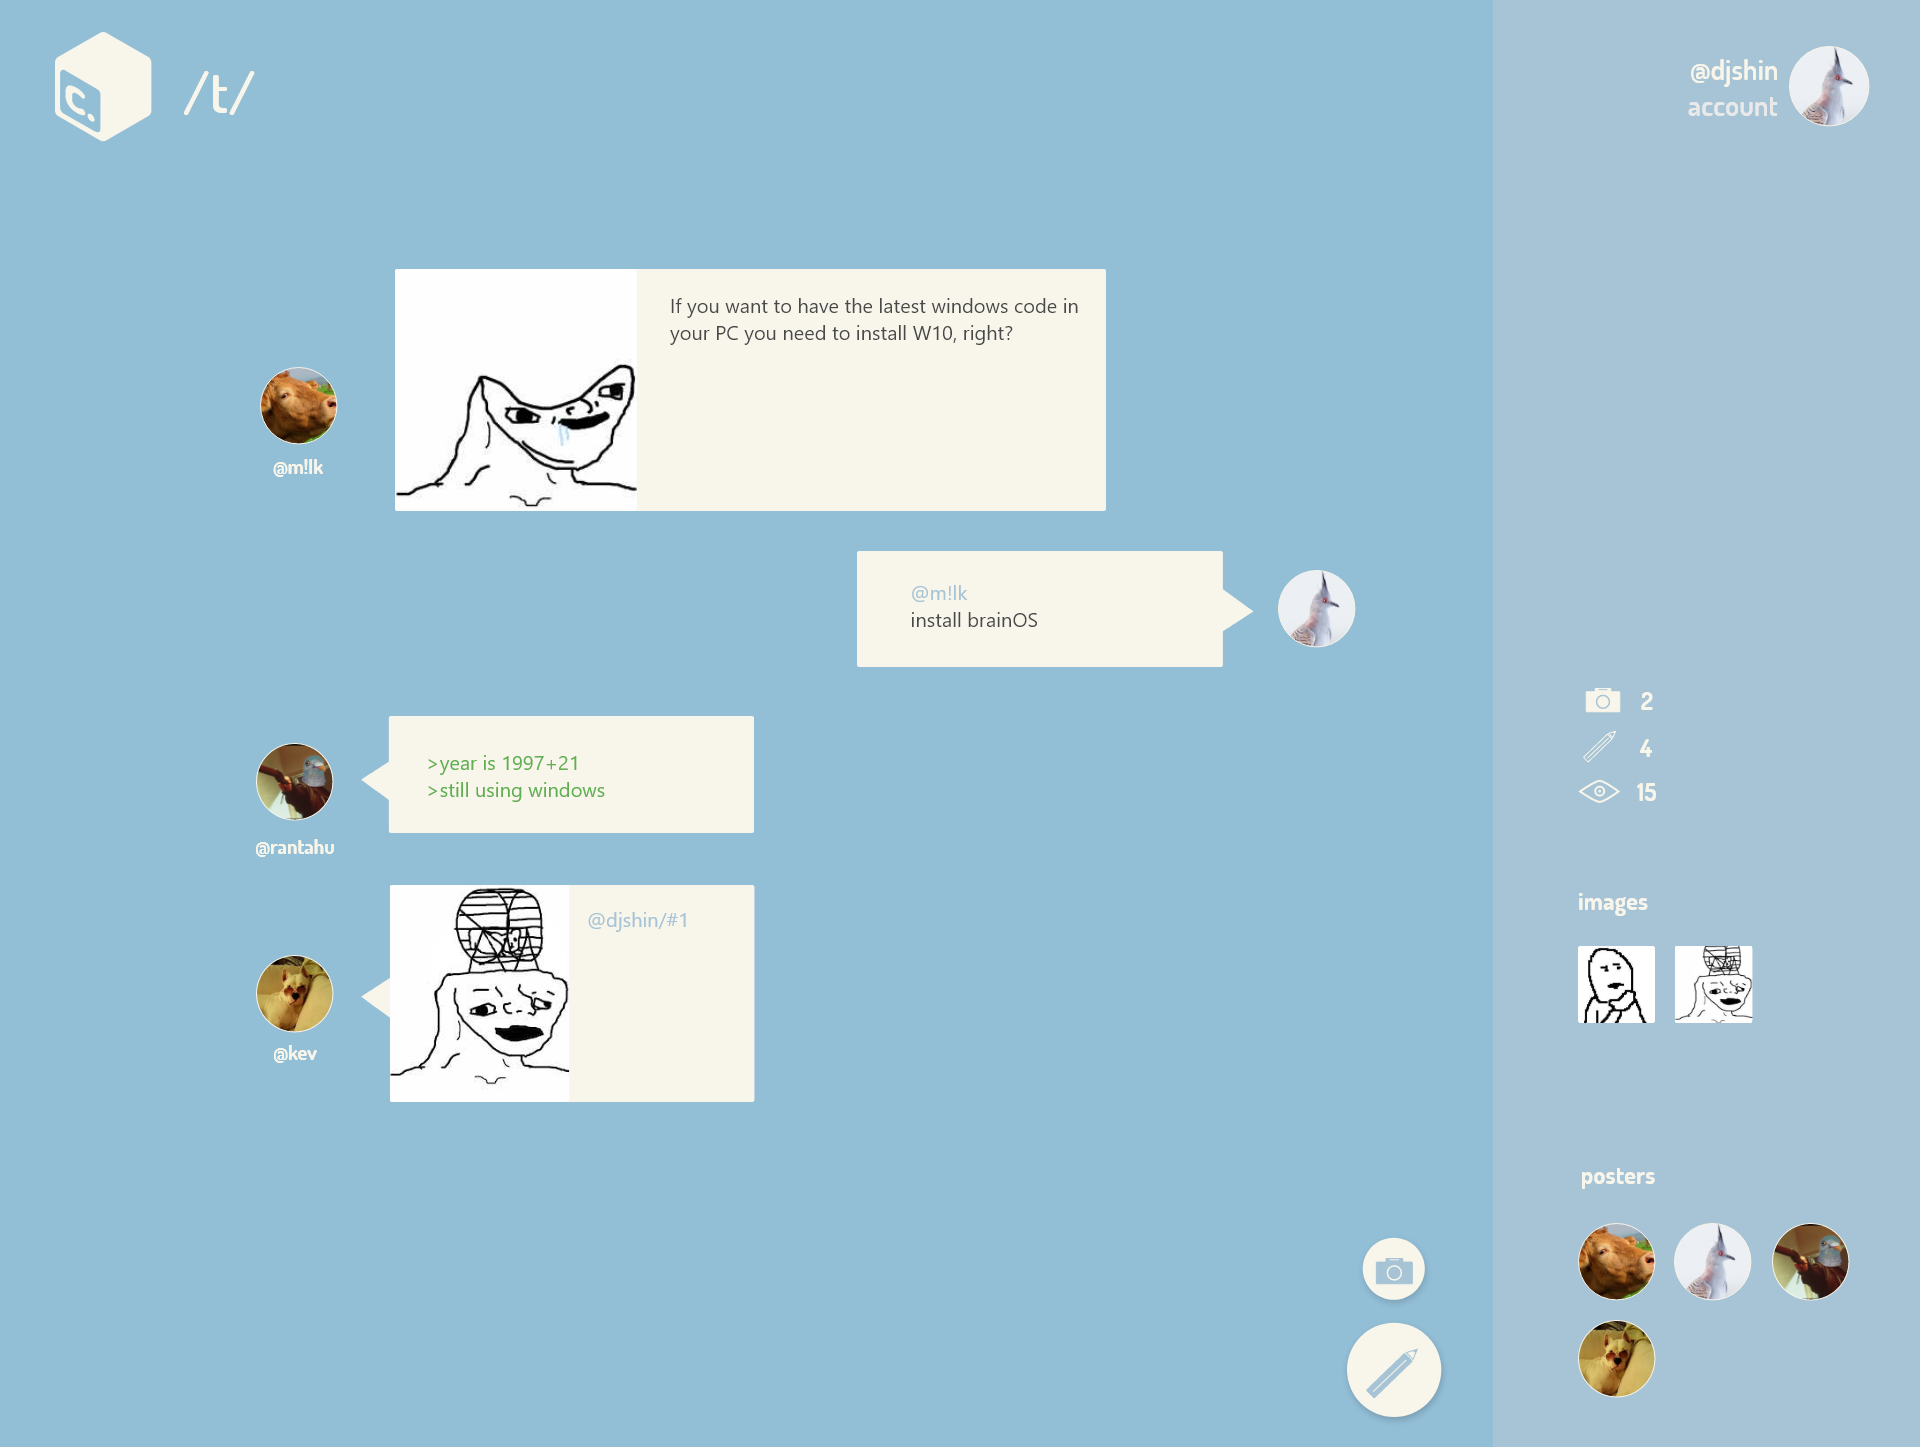 c.
/t/
@djshin
account
If you want to have the latest windows code in
your PC you need to install W10, right?
@m!lk
@m!lk
install brainOS
>year is 1997+21
>still using windows
@rantahu
@djshin/#1
@kev
2
4
15
images
posters